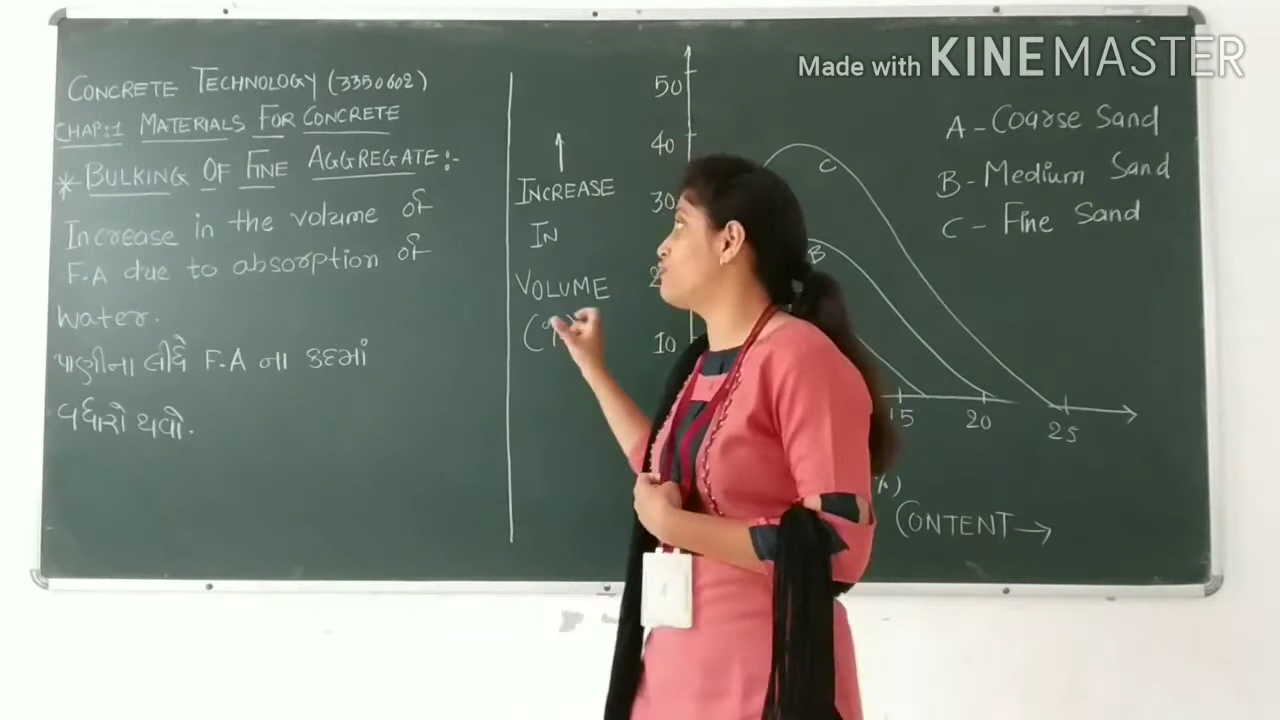 Made with KINEMASTER
CONCRETE TECHNOLOGY (3350602)
CHAP:1 MATERIALS FOR CONCRETE
* BULKING OF FINE AGGREGATE:-
Increase in the volume of
F.A due to absorption of
water.
પાણીના લીધે F.A ના કદમાં
વધારો થવો.
INCREASE
IN
VOLUME
50
40
30
10
C
B
15
20
25
CONTENT →
A - Coarse Sand
B - Medium Sand
C - Fine Sand